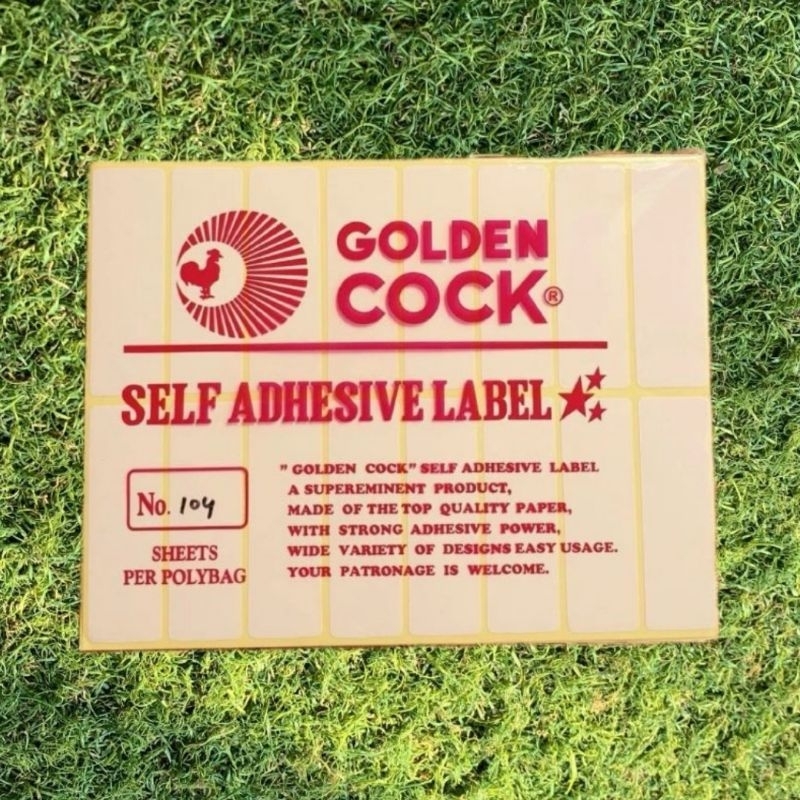 GOLDEN
COCK®
SELF ADHESIVE LABEL
No. 104
SHEETS
PER POLYBAG
" GOLDEN COCK" SELF ADHESIVE LABEL
A SUPEREMINENT PRODUCT,
MADE OF THE TOP QUALITY PAPER,
WITH STRONG ADHESIVE POWER,
WIDE VARIETY OF DESIGNS EASY USAGE.
YOUR PATRONAGE IS WELCOME.